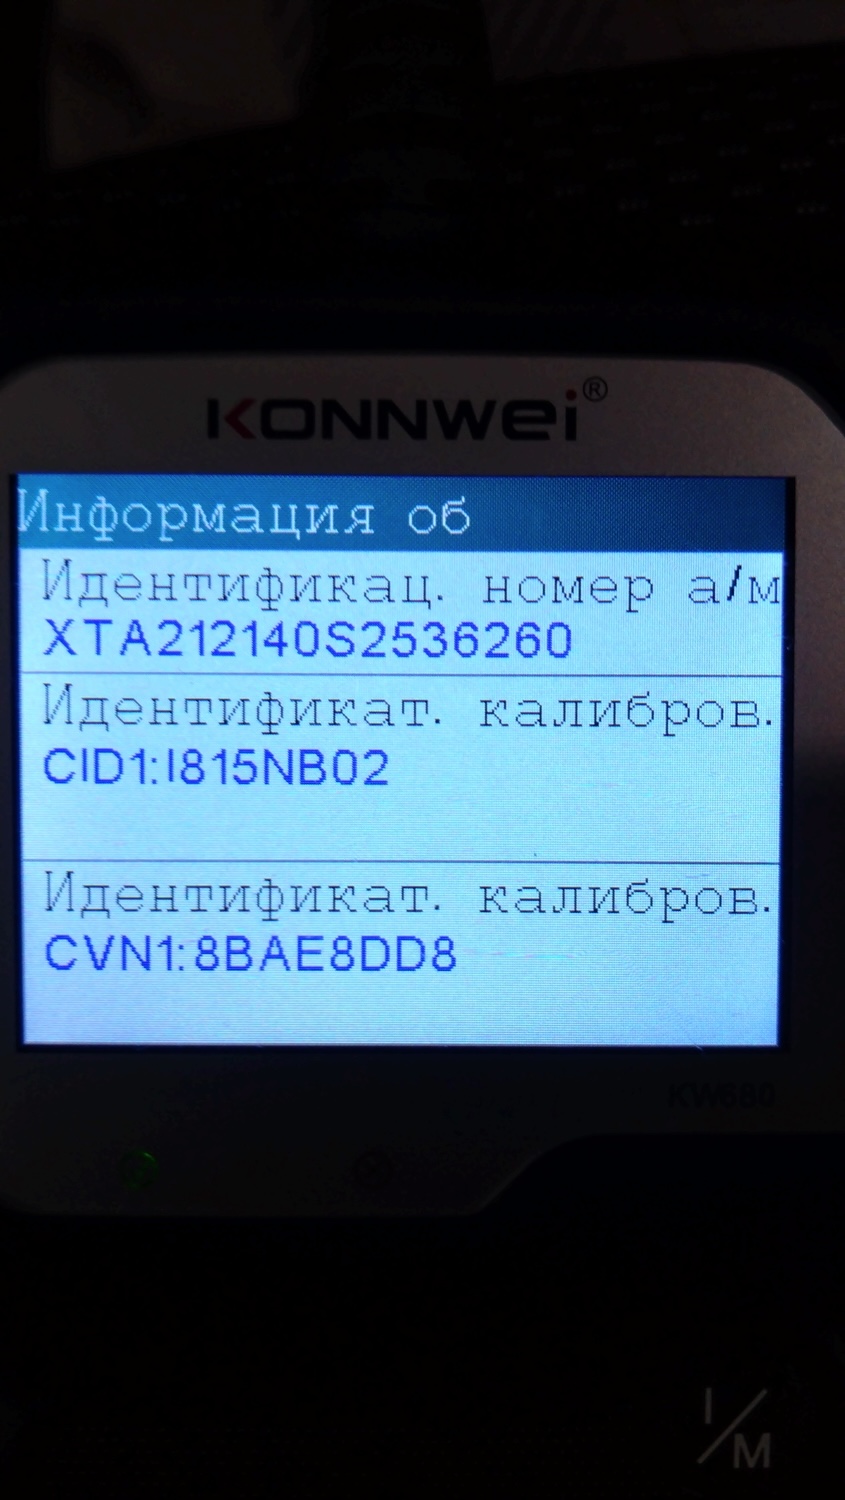 KONNWEI®
Информация об
Идентификац. номер а/м
XTA212140S2536260
Идентификат. калибров.
CID1:I815NB02
Идентификат. калибров.
CVN1:8BAE8DD8
KW680
I/M